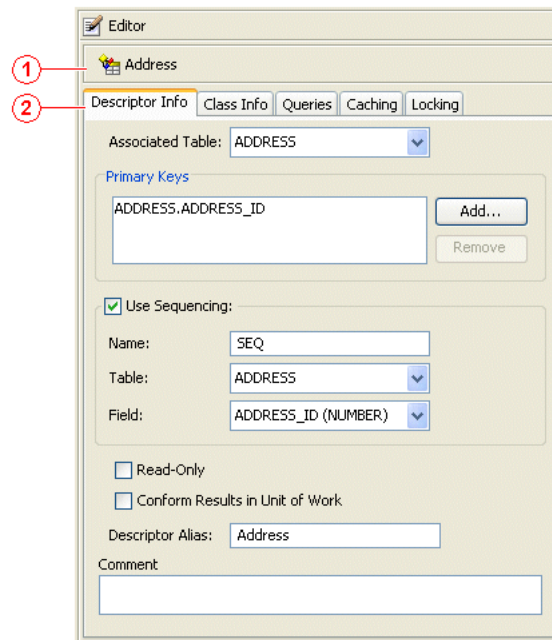 Editor
1 Address
2 Descriptor Info Class Info Queries Caching Locking
Associated Table: ADDRESS
Primary Keys
ADDRESS.ADDRESS_ID Add...
Remove
Use Sequencing:
Name: SEQ
Table: ADDRESS
Field: ADDRESS_ID (NUMBER)
Read-Only
Conform Results in Unit of Work
Descriptor Alias: Address
Comment